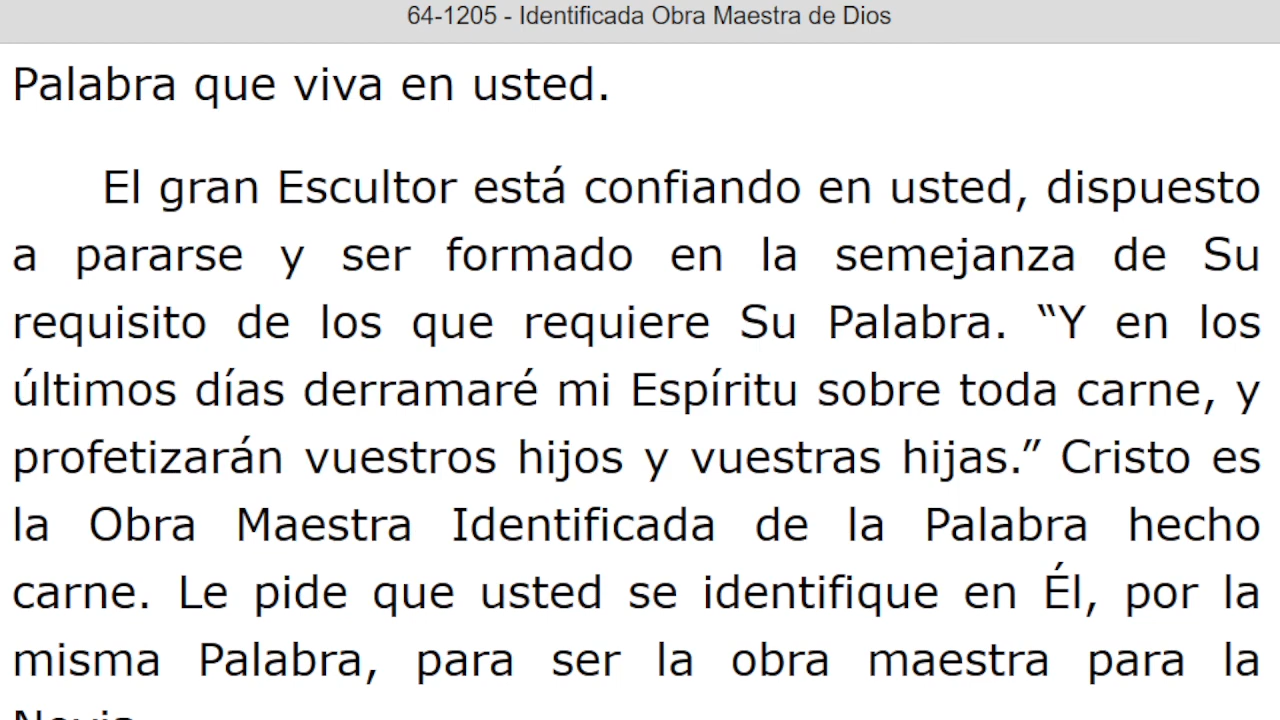 64-1205 - Identificada Obra Maestra de Dios
Palabra que viva en usted.
El gran Escultor está confiando en usted, dispuesto
a pararse y ser formado en la semejanza de Su
requisito de los que requiere Su Palabra. “Y en los
últimos días derramaré mi Espíritu sobre toda carne, y
profetizarán vuestros hijos y vuestras hijas.” Cristo es
la Obra Maestra Identificada de la Palabra hecho
carne. Le pide que usted se identifique en Él, por la
misma Palabra, para ser la obra maestra para la